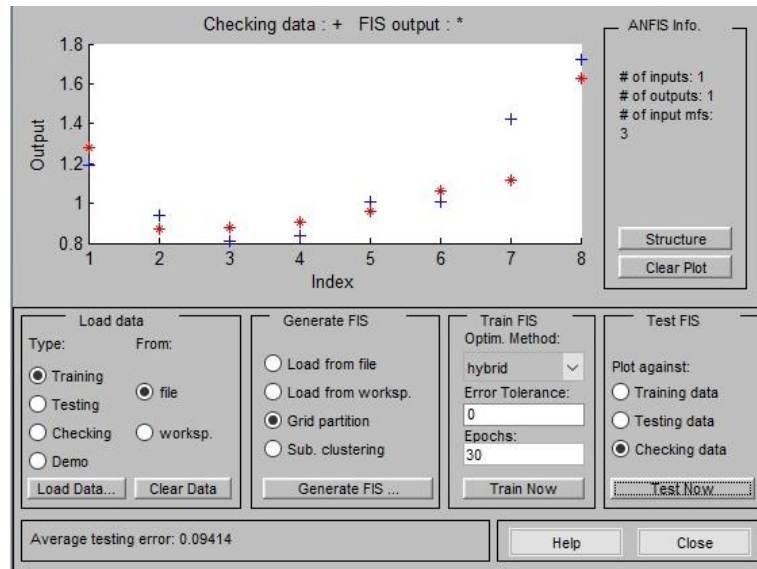 Checking data : + FIS output : *
1.8
1.6
1.4
1.2
1
0.8
Output
1 2 3 4 5 6 7 8
Index
ANFIS Info.
# of inputs: 1
# of outputs: 1
# of input mfs:
3
Structure
Clear Plot
Load data
Type: From:
Training
Testing
Checking
Demo
file
worksp.
Load Data... Clear Data
Generate FIS
Load from file
Load from worksp.
Grid partition
Sub. clustering
Generate FIS ...
Train FIS
Optim. Method:
hybrid
Error Tolerance:
0
Epochs:
30
Train Now
Test FIS
Plot against:
Training data
Testing data
Checking data
Test Now
Average testing error: 0.09414
Help Close